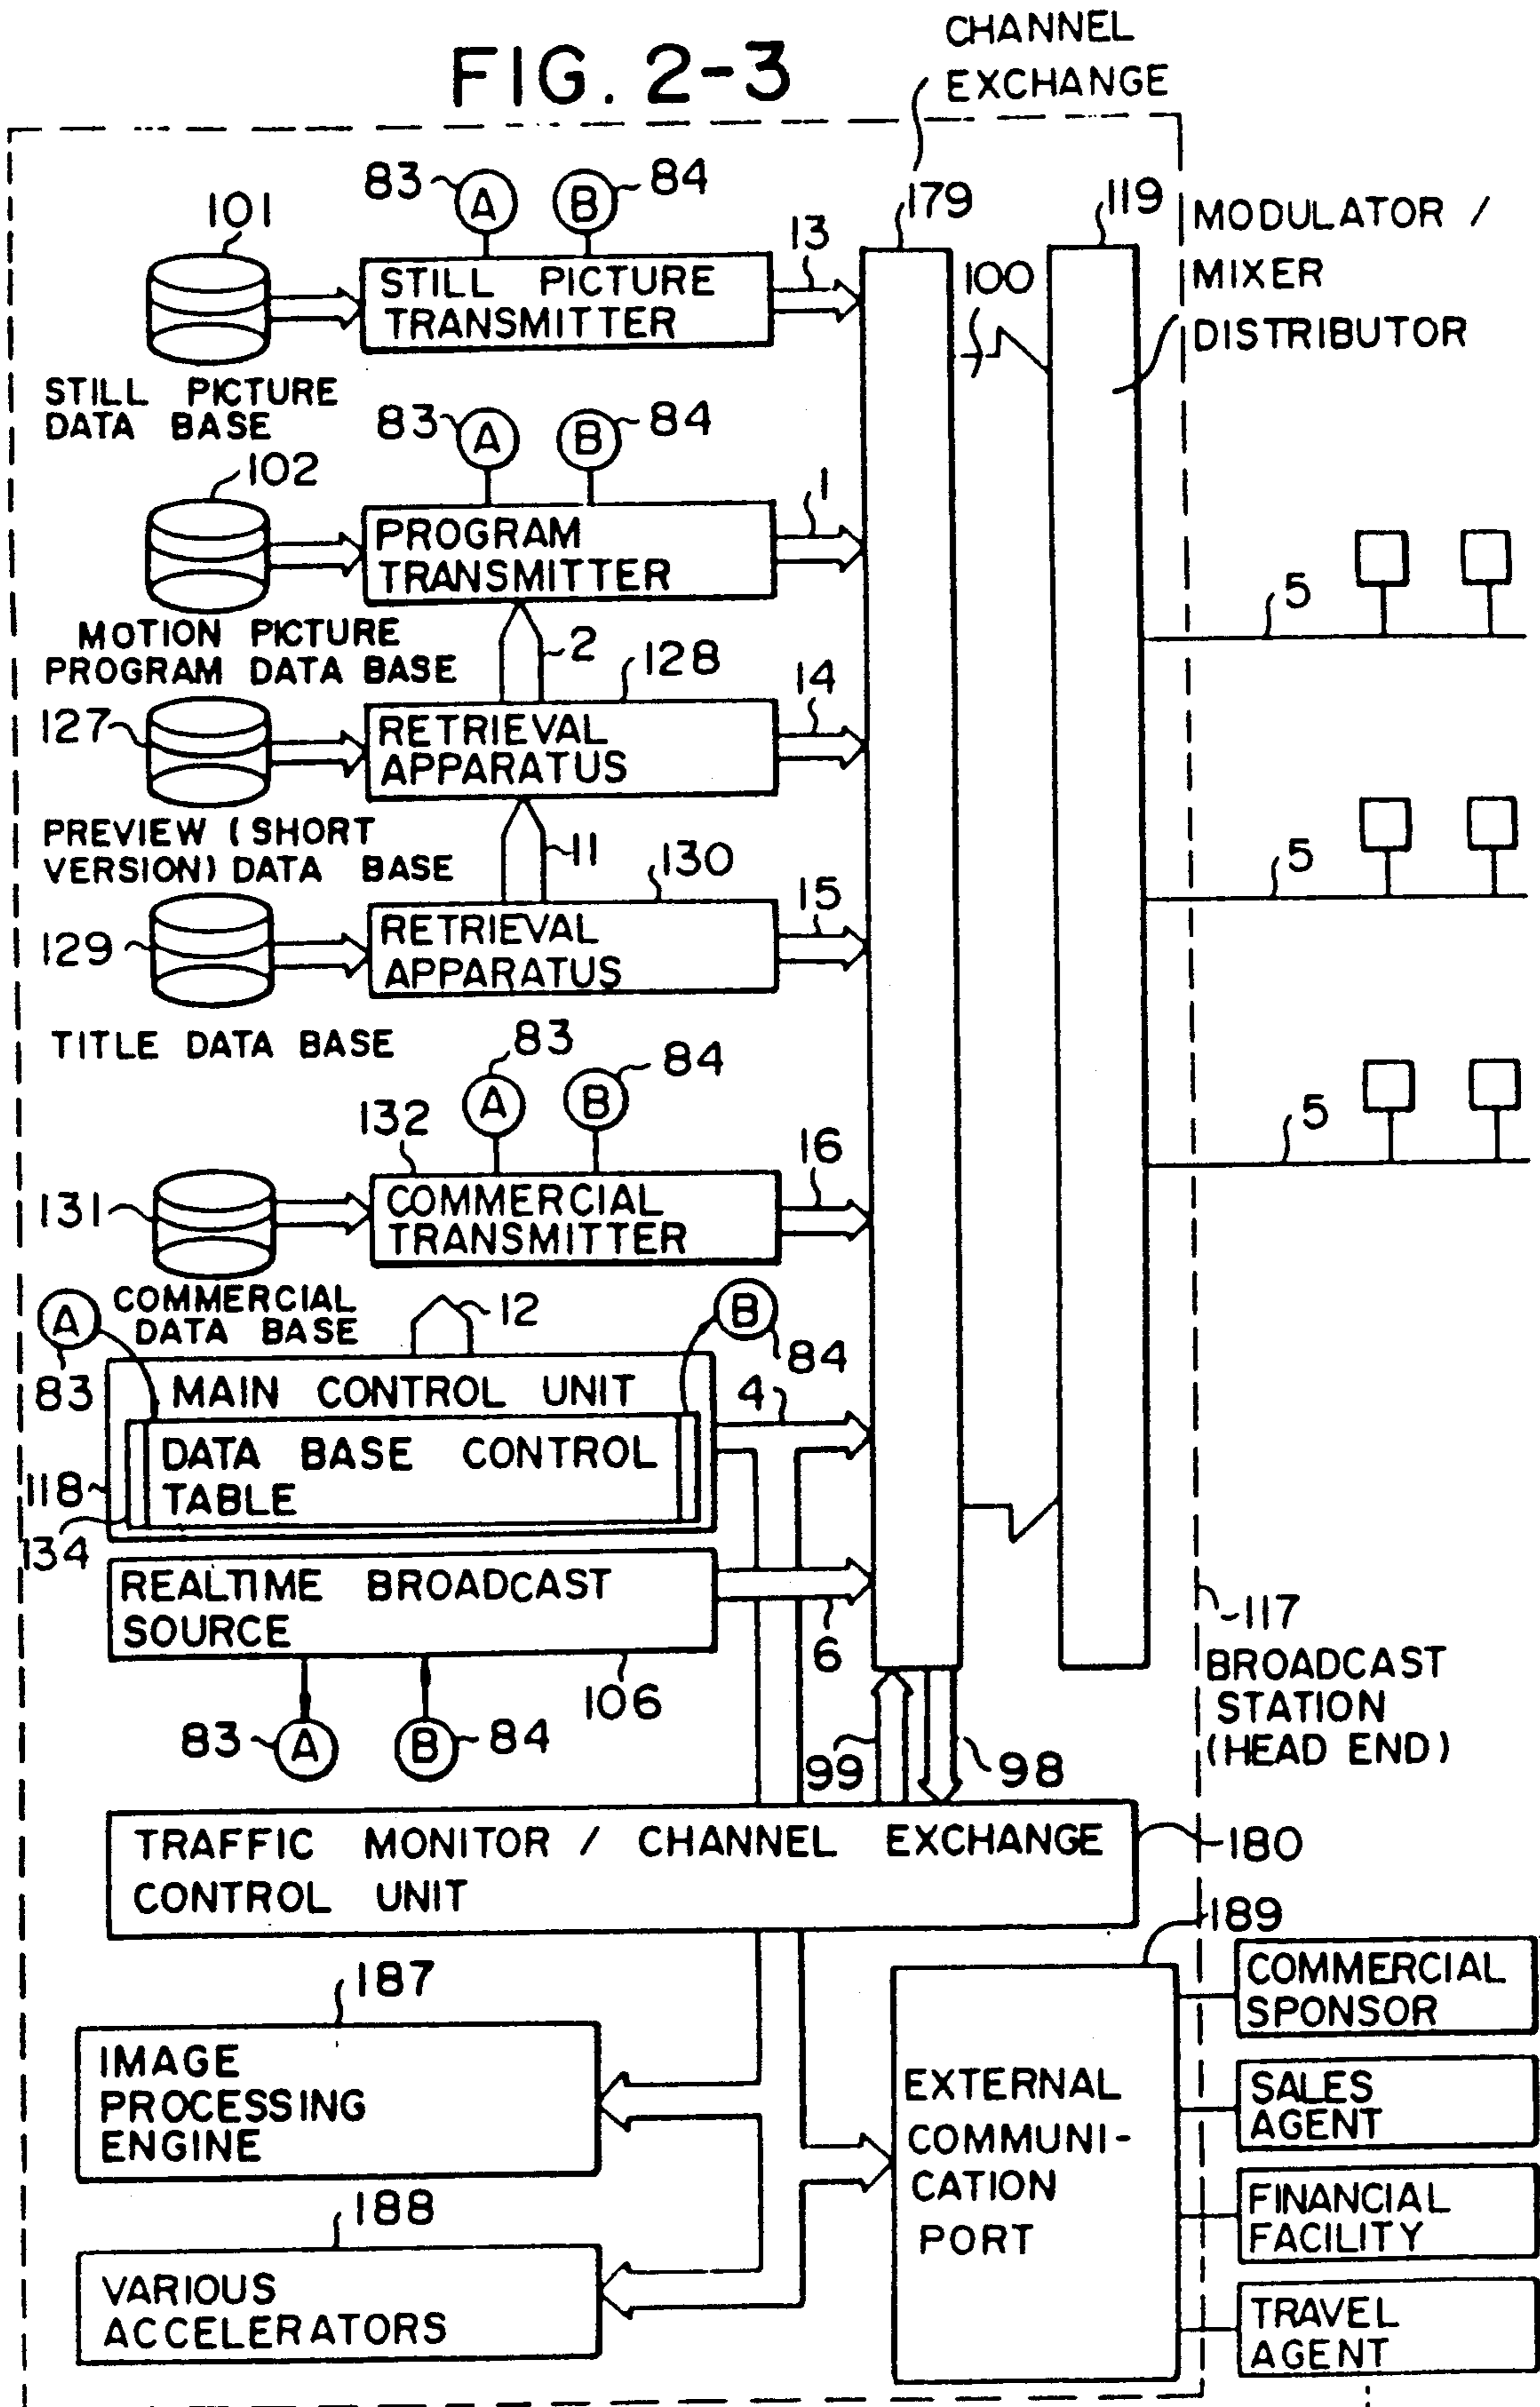 FIG. 2-3
CHANNEL
EXCHANGE
83
A
B
84
179
119
MODULATOR /
MIXER
DISTRIBUTOR
101
STILL PICTURE
TRANSMITTER
13
100
STILL PICTURE
DATA BASE
83
A
B
84
102
PROGRAM
TRANSMITTER
1
5
MOTION PICTURE
PROGRAM DATA BASE
2
128
127
RETRIEVAL
APPARATUS
14
PREVIEW (SHORT
VERSION) DATA BASE
11
130
5
129
RETRIEVAL
APPARATUS
15
TITLE DATA BASE
83
A
B
84
132
5
131
COMMERCIAL
TRANSMITTER
16
COMMERCIAL
DATA BASE
A
83
12
B
84
MAIN CONTROL UNIT
4
DATA BASE CONTROL
TABLE
118
134
REALTIME BROADCAST
SOURCE
6
106
83
A
B
84
99
98
117
BROADCAST
STATION
(HEAD END)
TRAFFIC MONITOR / CHANNEL EXCHANGE
CONTROL UNIT
180
189
187
IMAGE
PROCESSING
ENGINE
188
VARIOUS
ACCELERATORS
EXTERNAL
COMMUNI-
CATION
PORT
COMMERCIAL
SPONSOR
SALES
AGENT
FINANCIAL
FACILITY
TRAVEL
AGENT